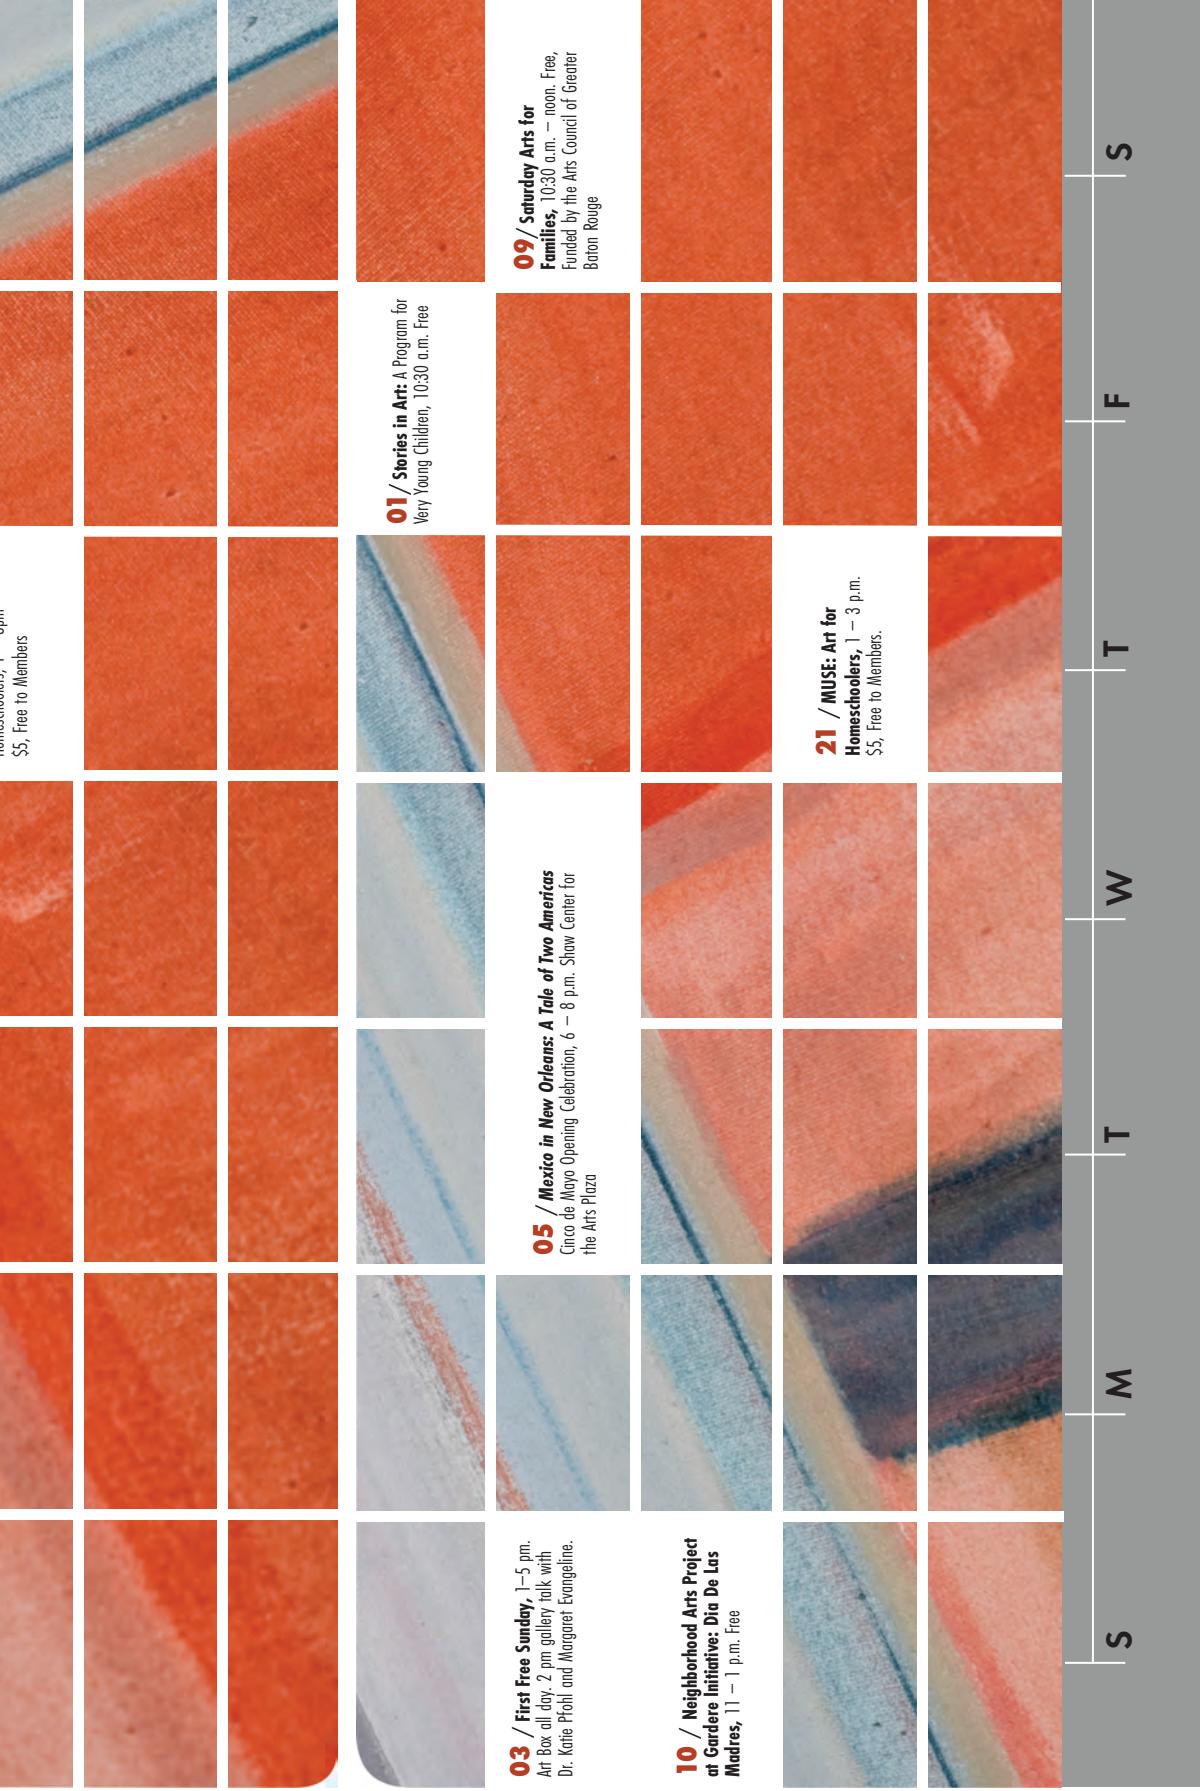 $5, Free to Members
01/ Stories in Art: A Program for
Very Young Children, 10:30 a.m. Free
03 / First Free Sunday, 1–5 pm.
Art Box all day. 2 pm gallery talk with
Dr. Katie Pfohl and Margaret Evangeline.
05 / Mexico in New Orleans: A Tale of Two Americas
Cinco de Mayo Opening Celebration, 6 – 8 p.m. Shaw Center for
the Arts Plaza
09/ Saturday Arts for
Families, 10:30 a.m. – noon. Free,
Funded by the Arts Council of Greater
Baton Rouge
10 / Neighborhood Arts Project
at Gardere Initiative: Dia De Las
Madres, 11 – 1 p.m. Free
21 / MUSE: Art for
Homeschoolers, 1 – 3 p.m.
$5, Free to Members.
S
M
T
W
T
F
S